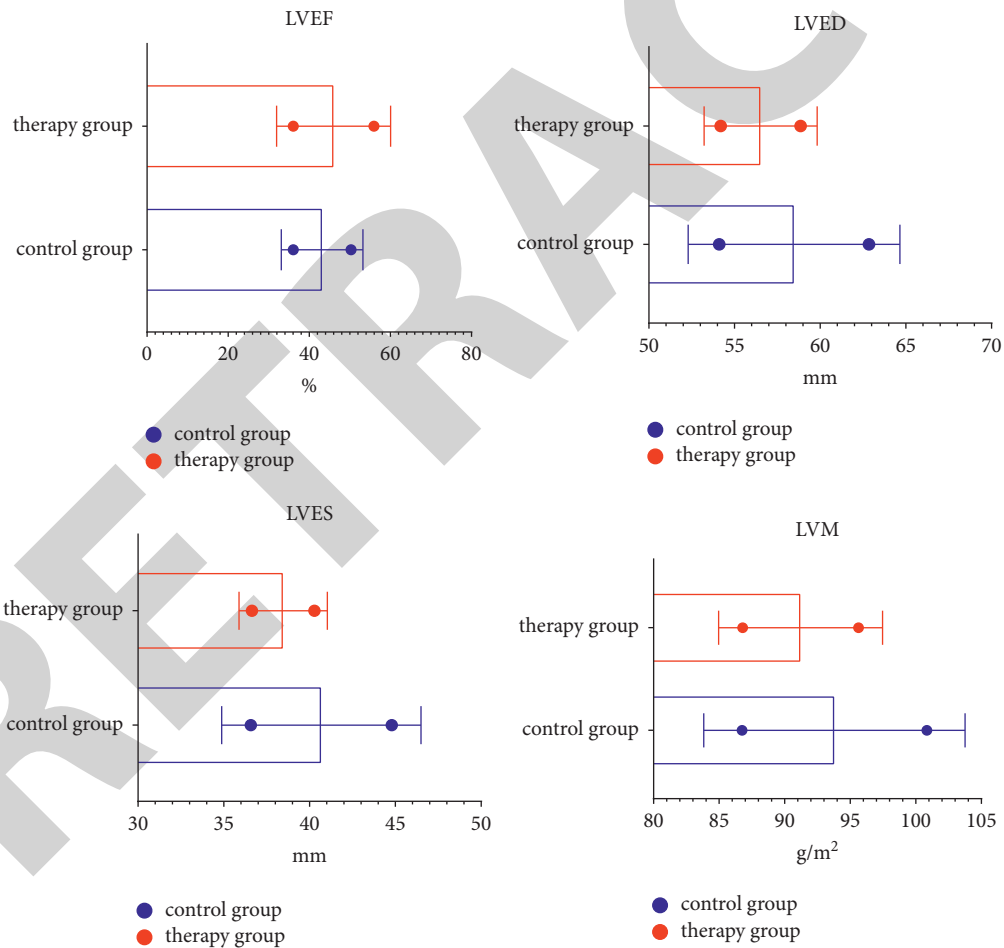 LVEF
therapy group
control group
0 20 40 60 80
%
control group
therapy group
LVED
therapy group
control group
50 55 60 65 70
mm
control group
therapy group
LVES
therapy group
control group
30 35 40 45 50
mm
control group
therapy group
LVM
therapy group
control group
80 85 90 95 100 105
g/m²
control group
therapy group
RETRAC